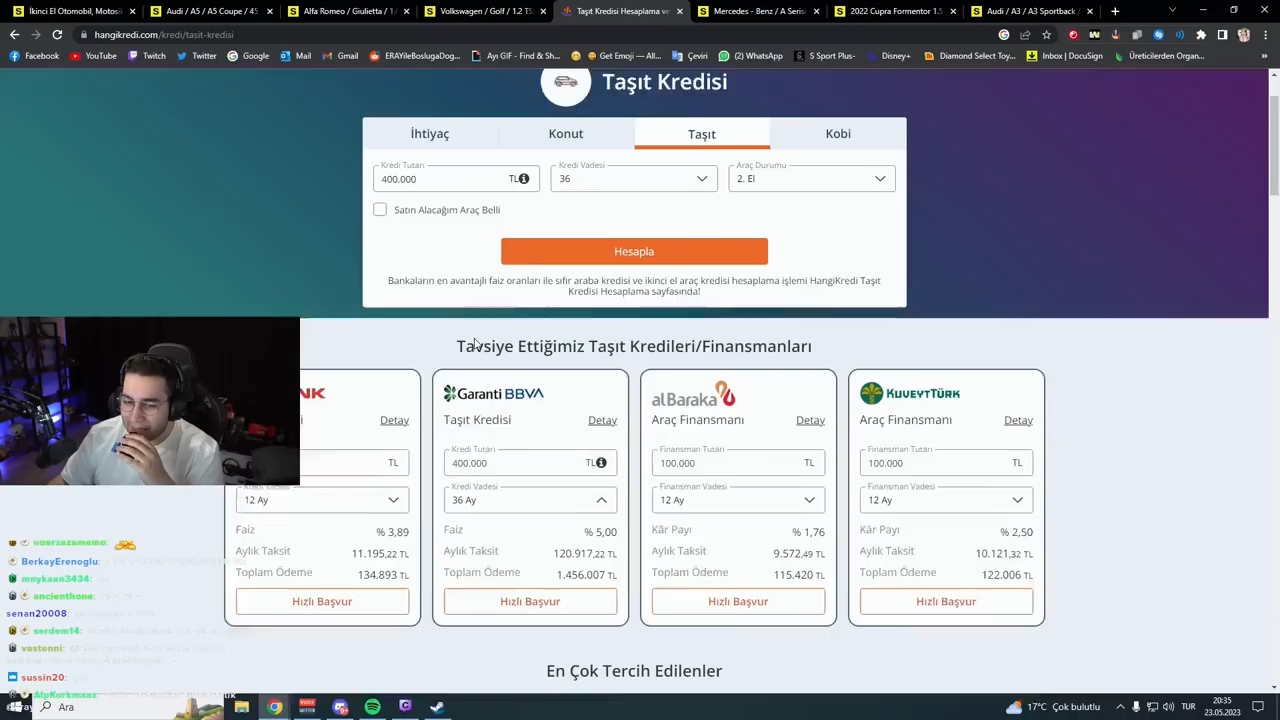 İkinci El Otomobil, Motos
Audi / A5 / A5 Coupe / 45
Alfa Romeo / Giulietta / 1.
Volkswagen / Golf / 1.2 TS
Taşıt Kredisi Hesaplama ve
Mercedes - Benz / A Serisi
2022 Cupra Formentor 1.5
Audi / A3 / A3 Sportback /
hangikredi.com/kredi/tasit-kredisi
Facebook
YouTube
Twitch
Twitter
Google
Mail
Gmail
ERAYileBoslugaDog...
Ayi GIF - Find & Sh...
Get Emoji — All...
Çeviri
(2) WhatsApp
S Sport Plus-
Disney+
Diamond Select To...
Inbox | DocuSign
Üreticilerden Organ...
Taşıt Kredisi
İhtiyaç
Konut
Taşıt
Kobi
Kredi Tutarı
400.000
TL
Kredi Vadesi
36
Araç Durumu
2. El
Satın Alacağım Araç Belli
Hesapla
Bankaların en avantajlı faiz oranları ile sıfır araba kredisi ve ikinci el araç kredisi hesaplama işlemi HangiKredi Taşıt
Kredisi Hesaplama sayfasında!
Tavsiye Ettiğimiz Taşıt Kredileri/Finansmanları
NK
Detay
TL
12 Ay
Faiz
% 3,89
Aylık Taksit
11.195,22 TL
Toplam Ödeme
134.893 TL
Hızlı Başvur
Garanti BBVA
Taşıt Kredisi
Detay
Kredi Tutarı
400.000
TL
Kredi Vadesi
36 Ay
Faiz
% 5,00
Aylık Taksit
120.917,22 TL
Toplam Ödeme
1.456.007 TL
Hızlı Başvur
alBaraka
Araç Finansmanı
Detay
Finansman Tutarı
100.000
TL
Finansman Vadesi
12 Ay
Kâr Payı
% 1,76
Aylık Taksit
9.572,49 TL
Toplam Ödeme
115.420 TL
Hızlı Başvur
KUVEYT TÜRK
Araç Finansmanı
Detay
Finansman Tutarı
100.000
TL
Finansman Vadesi
12 Ay
Kâr Payı
% 2,50
Aylık Taksit
10.121,32 TL
Toplam Ödeme
122.006 TL
Hızlı Başvur
En Çok Tercih Edilenler
BerkayErenoglu:
mnykaan3434:
ancienthone:
senan20008:
serdem14:
vastonni:
sussin20:
AlpKorkmaaz:
Ara
17°C Çok bulutlu
TUR
20:35
23.05.2023